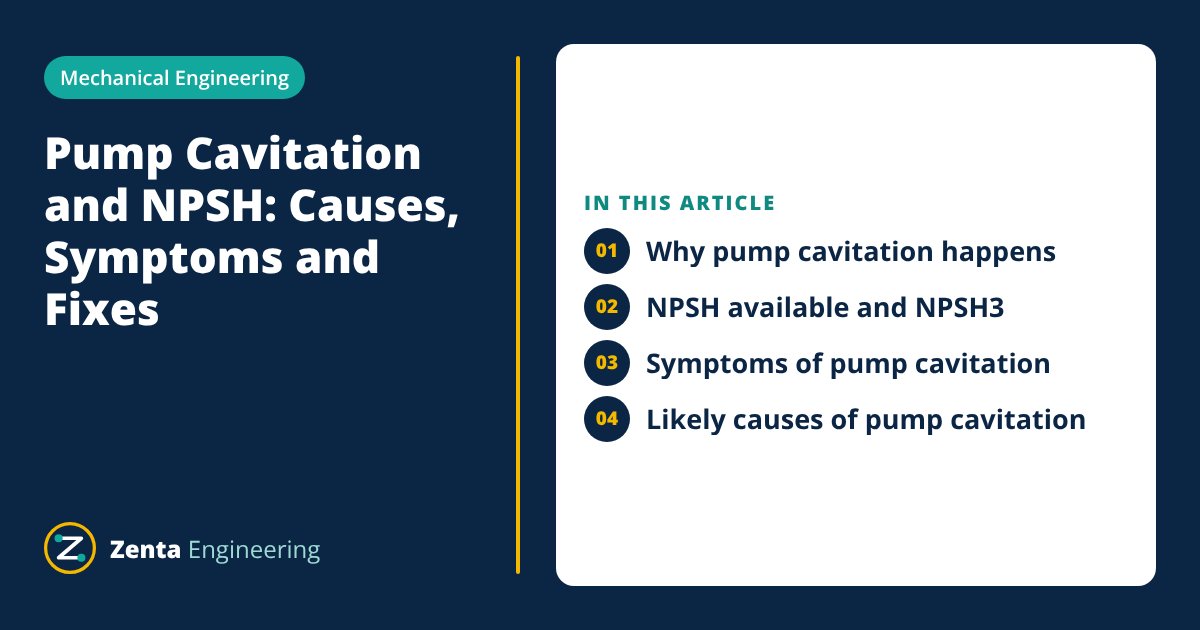 Mechanical Engineering
Pump Cavitation
and NPSH: Causes,
Symptoms and
Fixes
Zenta Engineering
IN THIS ARTICLE
01 Why pump cavitation happens
02 NPSH available and NPSH3
03 Symptoms of pump cavitation
04 Likely causes of pump cavitation